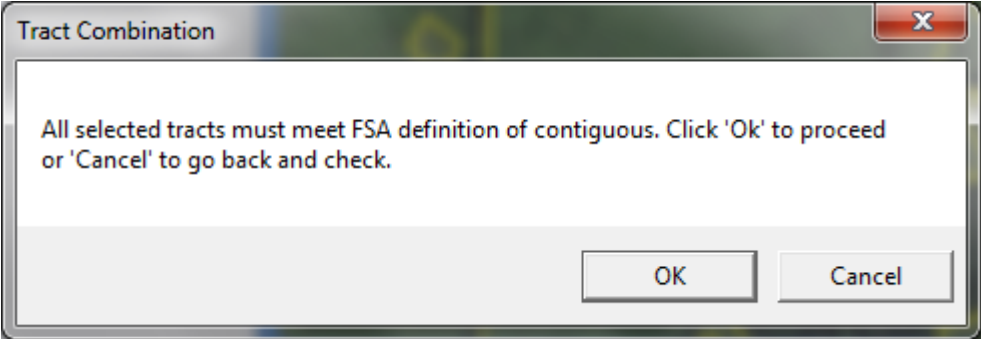 Tract Combination
All selected tracts must meet FSA definition of contiguous. Click 'Ok' to proceed
or 'Cancel' to go back and check.
OK
Cancel